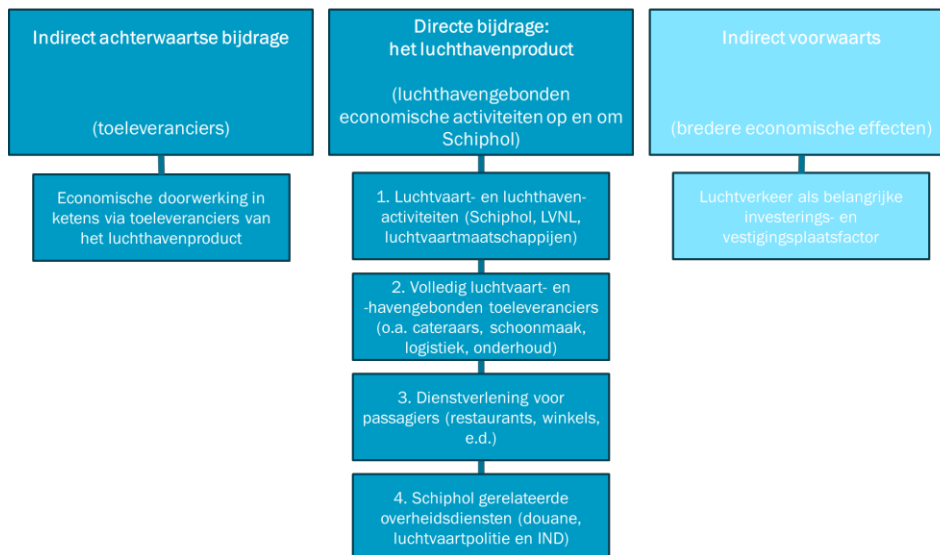 Indirect achterwaartse bijdrage
(toeleveranciers)
Economische doorwerking in
ketens via toeleveranciers van
het luchthavenproduct
Directe bijdrage:
het luchthavenproduct
(luchthavengebonden
economische activiteiten op en om
Schiphol)
1. Luchtvaart- en luchthaven-
activiteiten (Schiphol, LVNL,
luchtvaartmaatschappijen)
2. Volledig luchtvaart- en
-havengebonden toeleveranciers
(o.a. cateraars, schoonmaak,
logistiek, onderhoud)
3. Dienstverlening voor
passagiers (restaurants, winkels,
e.d.)
4. Schiphol gerelateerde
overheidsdiensten (douane,
luchtvaartpolitie en IND)
Indirect voorwaarts
(bredere economische effecten)
Luchtverkeer als belangrijke
investerings- en
vestigingsplaatsfactor